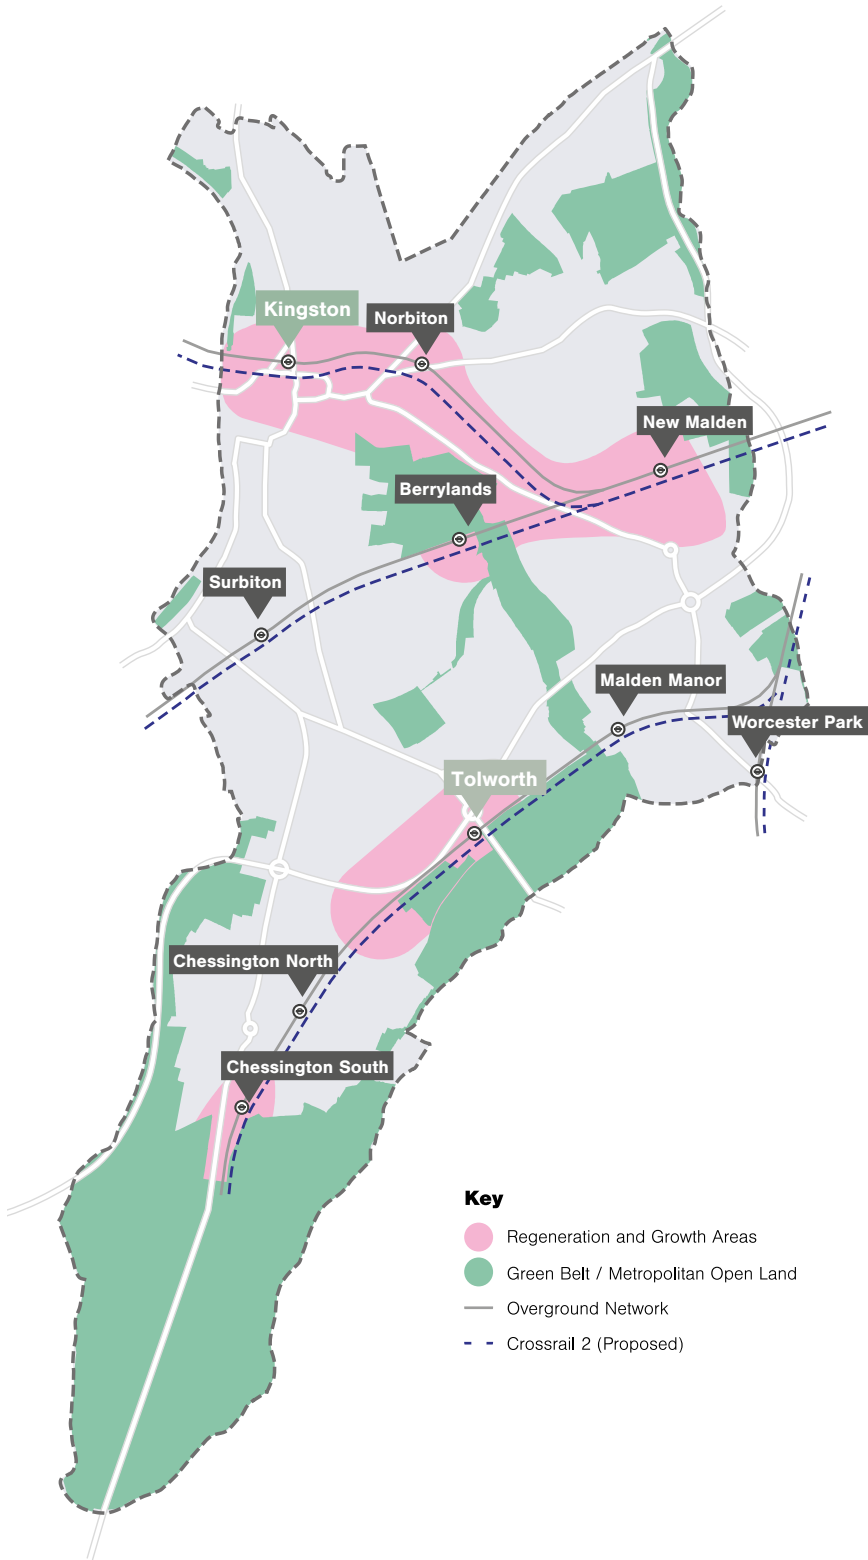 Kingston
Norbiton
New Malden
Berrylands
Surbiton
Malden Manor
Worcester Park
Tolworth
Chessington North
Chessington South
Key
Regeneration and Growth Areas
Green Belt / Metropolitan Open Land
Overground Network
Crossrail 2 (Proposed)